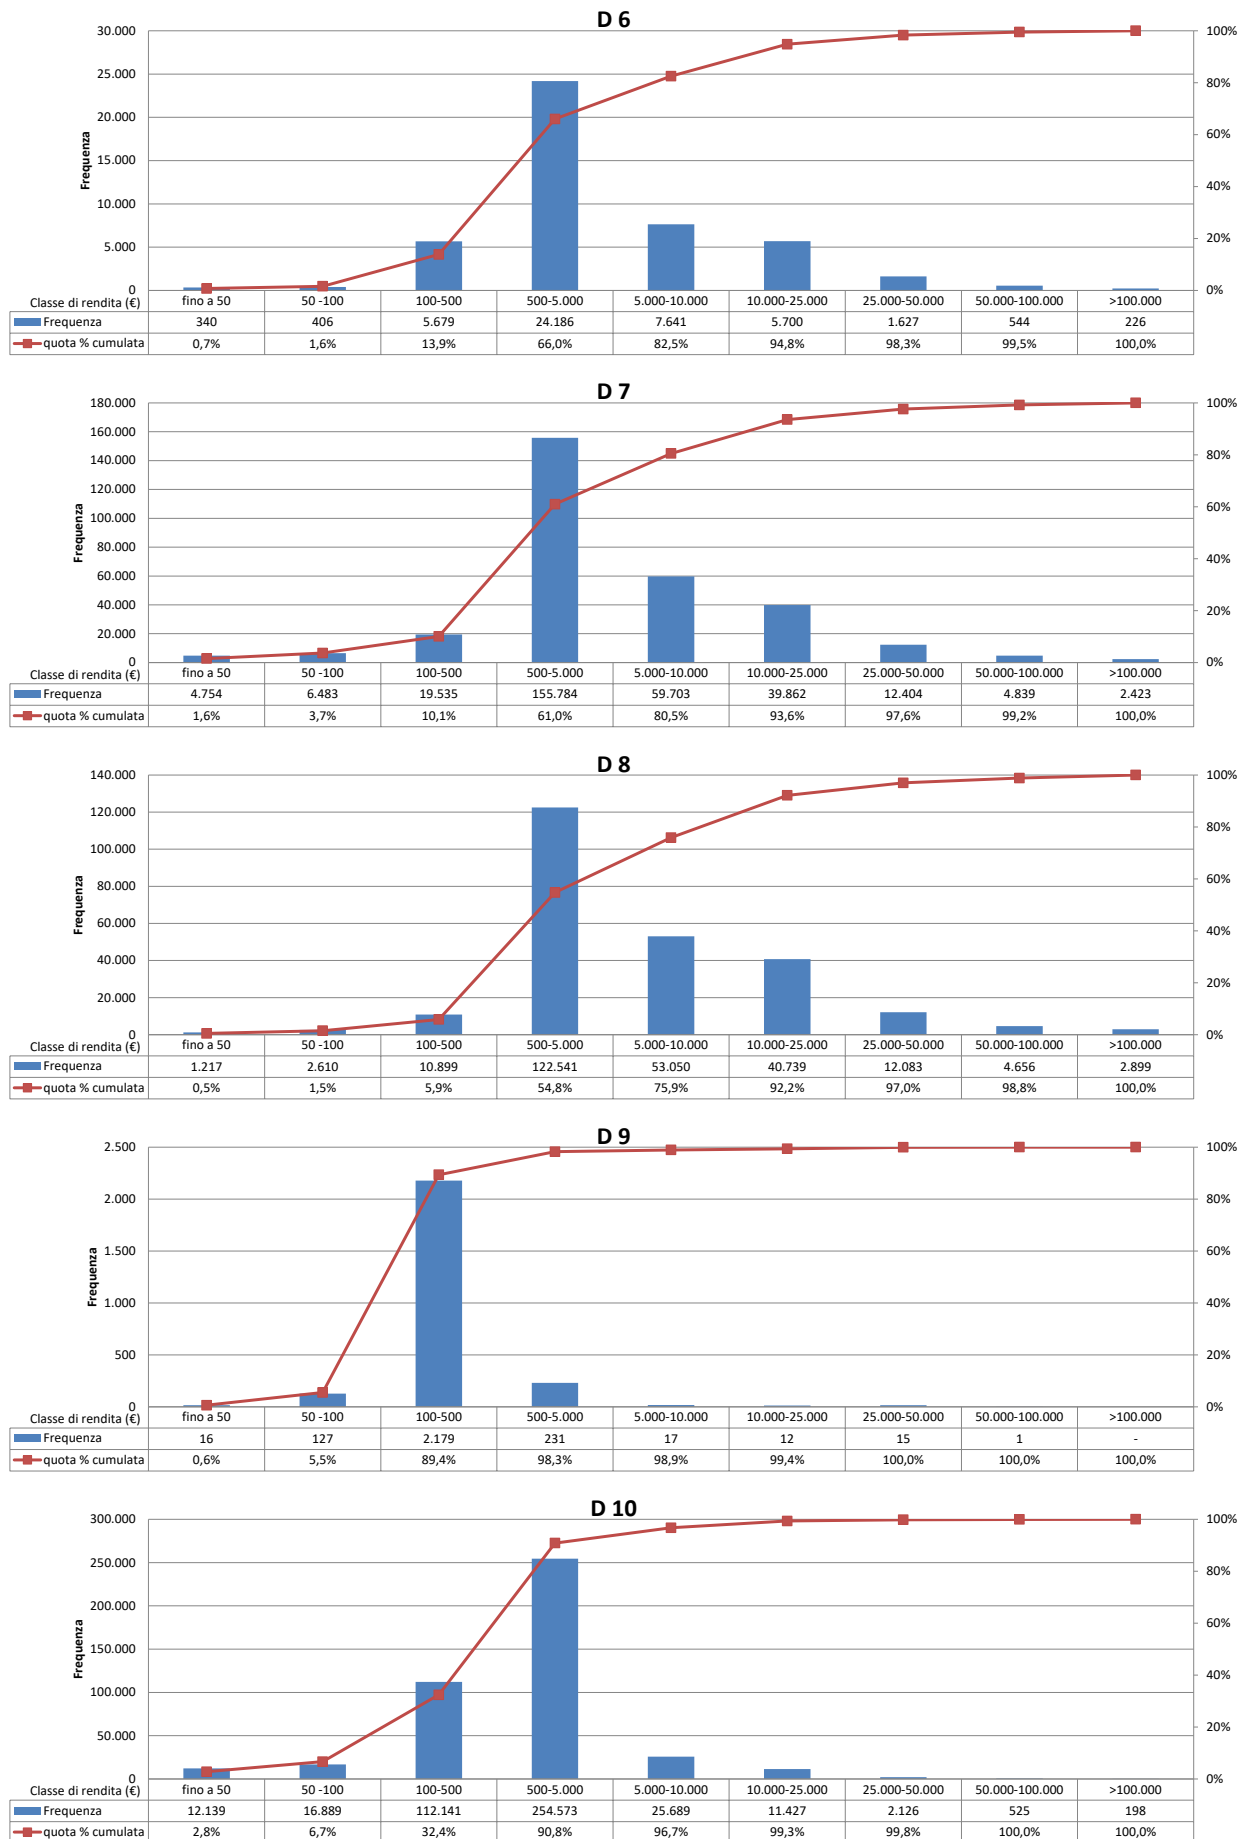 D 6
30.000
25.000
20.000
15.000
10.000
5.000
0
Frequenza
100%
80%
60%
40%
20%
0%
Classe di rendita (€) fino a 50 50 -100 100-500 500-5.000 5.000-10.000 10.000-25.000 25.000-50.000 50.000-100.000 >100.000
Frequenza 340 406 5.679 24.186 7.641 5.700 1.627 544 226
quota % cumulata 0,7% 1,6% 13,9% 66,0% 82,5% 94,8% 98,3% 99,5% 100,0%
D 7
180.000
160.000
140.000
120.000
100.000
80.000
60.000
40.000
20.000
0
Frequenza
100%
80%
60%
40%
20%
0%
Classe di rendita (€) fino a 50 50 -100 100-500 500-5.000 5.000-10.000 10.000-25.000 25.000-50.000 50.000-100.000 >100.000
Frequenza 4.754 6.483 19.535 155.784 59.703 39.862 12.404 4.839 2.423
quota % cumulata 1,6% 3,7% 10,1% 61,0% 80,5% 93,6% 97,6% 99,2% 100,0%
D 8
140.000
120.000
100.000
80.000
60.000
40.000
20.000
0
Frequenza
100%
80%
60%
40%
20%
0%
Classe di rendita (€) fino a 50 50 -100 100-500 500-5.000 5.000-10.000 10.000-25.000 25.000-50.000 50.000-100.000 >100.000
Frequenza 1.217 2.610 10.899 122.541 53.050 40.739 12.083 4.656 2.899
quota % cumulata 0,5% 1,5% 5,9% 54,8% 75,9% 92,2% 97,0% 98,8% 100,0%
D 9
2.500
2.000
1.500
1.000
500
0
Frequenza
100%
80%
60%
40%
20%
0%
Classe di rendita (€) fino a 50 50 -100 100-500 500-5.000 5.000-10.000 10.000-25.000 25.000-50.000 50.000-100.000 >100.000
Frequenza 16 127 2.179 231 17 12 15 1 -
quota % cumulata 0,6% 5,5% 89,4% 98,3% 98,9% 99,4% 100,0% 100,0% 100,0%
D 10
300.000
250.000
200.000
150.000
100.000
50.000
0
Frequenza
100%
80%
60%
40%
20%
0%
Classe di rendita (€) fino a 50 50 -100 100-500 500-5.000 5.000-10.000 10.000-25.000 25.000-50.000 50.000-100.000 >100.000
Frequenza 12.139 16.889 112.141 254.573 25.689 11.427 2.126 525 198
quota % cumulata 2,8% 6,7% 32,4% 90,8% 96,7% 99,3% 99,8% 100,0% 100,0%